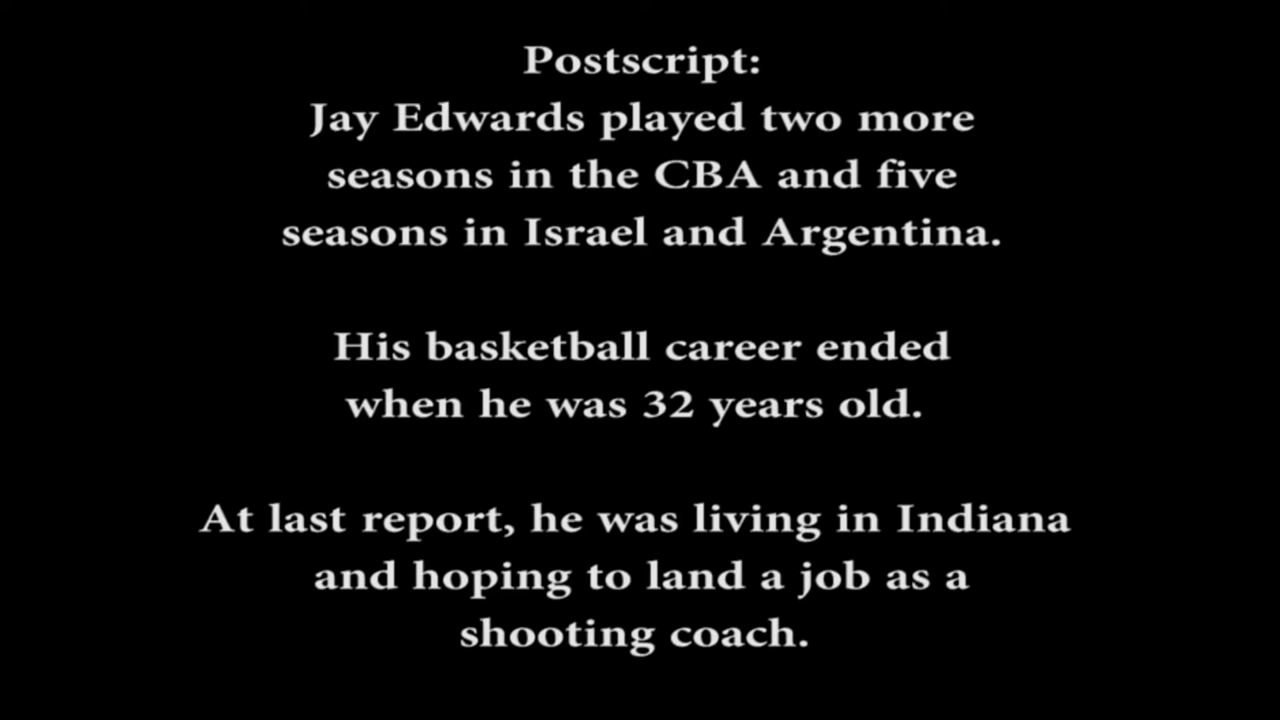 Postscript:
Jay Edwards played two more
seasons in the CBA and five
seasons in Israel and Argentina.
His basketball career ended
when he was 32 years old.
At last report, he was living in Indiana
and hoping to land a job as a
shooting coach.